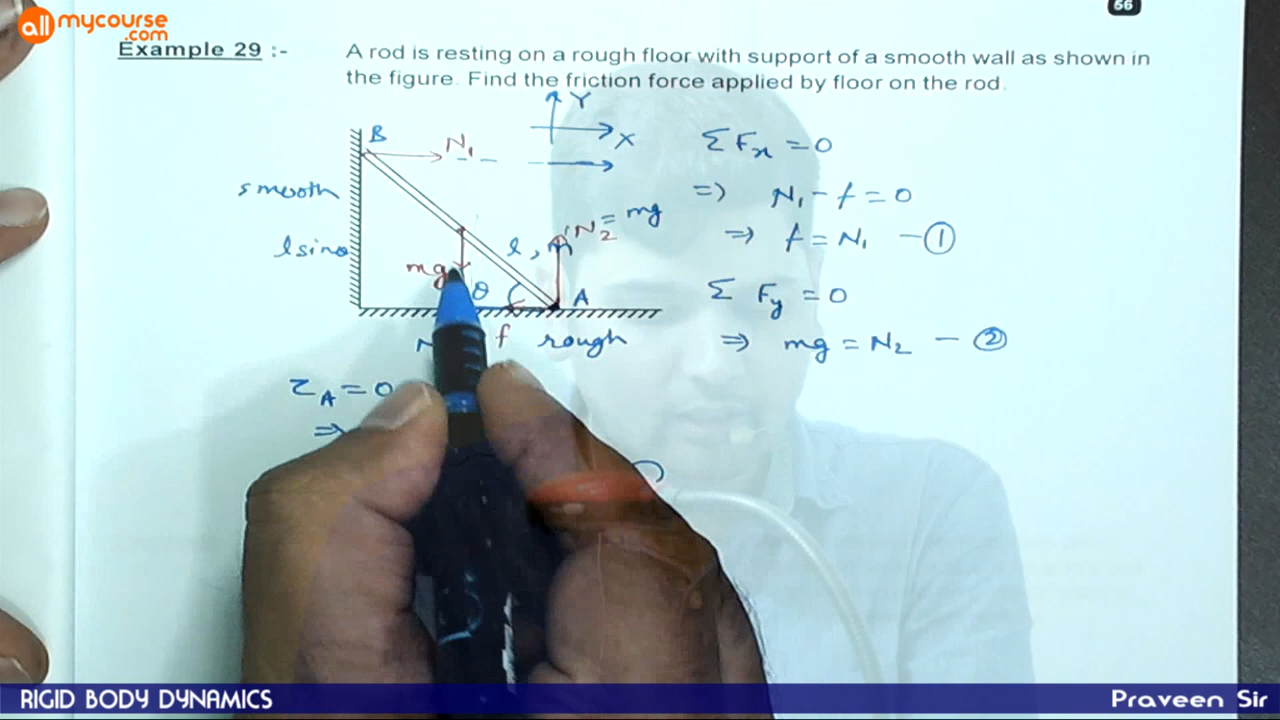 56
allmycourse.com
Example 29 :- A rod is resting on a rough floor with support of a smooth wall as shown in
the figure. Find the friction force applied by floor on the rod.
Y
X
B
N₁
smooth
l sinθ
N₂ = mg
l, m
mg
θ
A
f
rough
ΣFx = 0
⇒ N₁ - f = 0
⇒ f = N₁ — ①
Σ Fy = 0
⇒ mg = N₂ — ②
τA = 0
⇒
RIGID BODY DYNAMICS
Praveen Sir